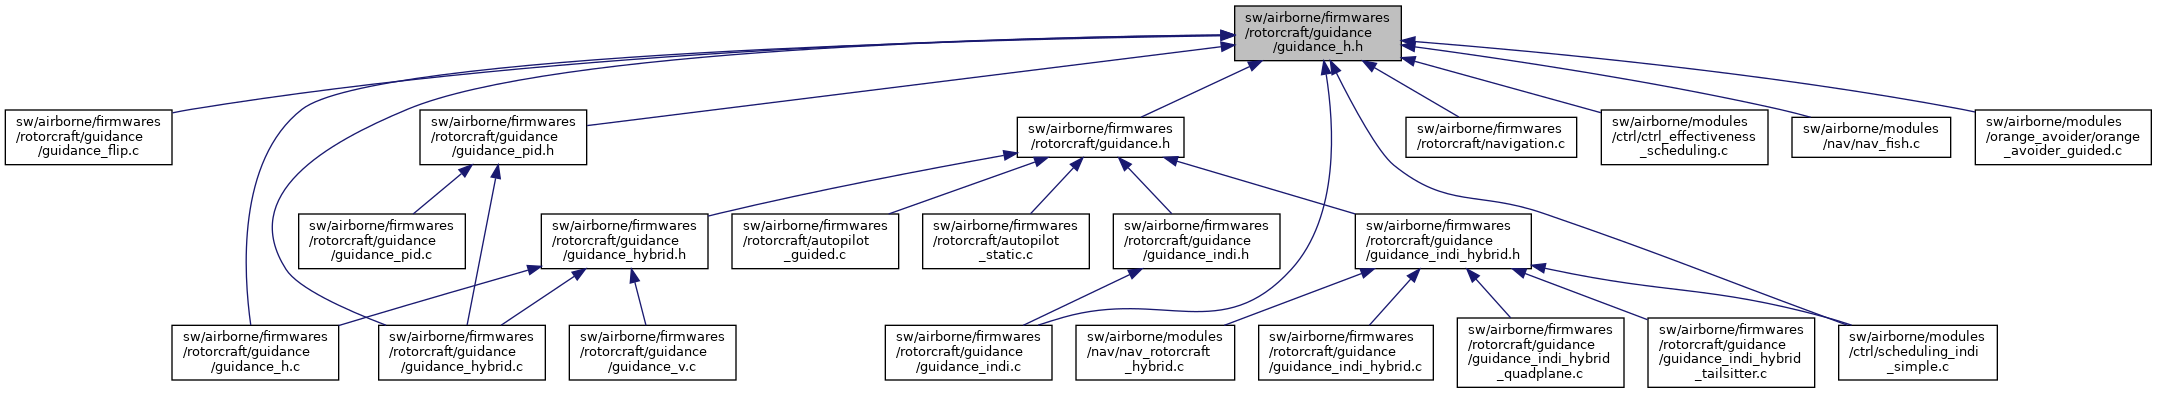 sw/airborne/firmwares
/rotorcraft/guidance
/guidance_h.h
sw/airborne/firmwares
/rotorcraft/guidance
/guidance_flip.c
sw/airborne/firmwares
/rotorcraft/guidance
/guidance_pid.h
sw/airborne/firmwares
/rotorcraft/guidance.h
sw/airborne/firmwares
/rotorcraft/navigation.c
sw/airborne/modules
/ctrl/ctrl_effectiveness
_scheduling.c
sw/airborne/modules
/nav/nav_fish.c
sw/airborne/modules
/orange_avoider/orange
_avoider_guided.c
sw/airborne/firmwares
/rotorcraft/guidance
/guidance_pid.c
sw/airborne/firmwares
/rotorcraft/guidance
/guidance_hybrid.h
sw/airborne/firmwares
/rotorcraft/autopilot
_guided.c
sw/airborne/firmwares
/rotorcraft/autopilot
_static.c
sw/airborne/firmwares
/rotorcraft/guidance
/guidance_indi.h
sw/airborne/firmwares
/rotorcraft/guidance
/guidance_indi_hybrid.h
sw/airborne/firmwares
/rotorcraft/guidance
/guidance_h.c
sw/airborne/firmwares
/rotorcraft/guidance
/guidance_hybrid.c
sw/airborne/firmwares
/rotorcraft/guidance
/guidance_v.c
sw/airborne/firmwares
/rotorcraft/guidance
/guidance_indi.c
sw/airborne/modules
/nav/nav_rotorcraft
_hybrid.c
sw/airborne/firmwares
/rotorcraft/guidance
/guidance_indi_hybrid.c
sw/airborne/firmwares
/rotorcraft/guidance
/guidance_indi_hybrid
_quadplane.c
sw/airborne/firmwares
/rotorcraft/guidance
/guidance_indi_hybrid
_tailsitter.c
sw/airborne/modules
/ctrl/scheduling_indi
_simple.c